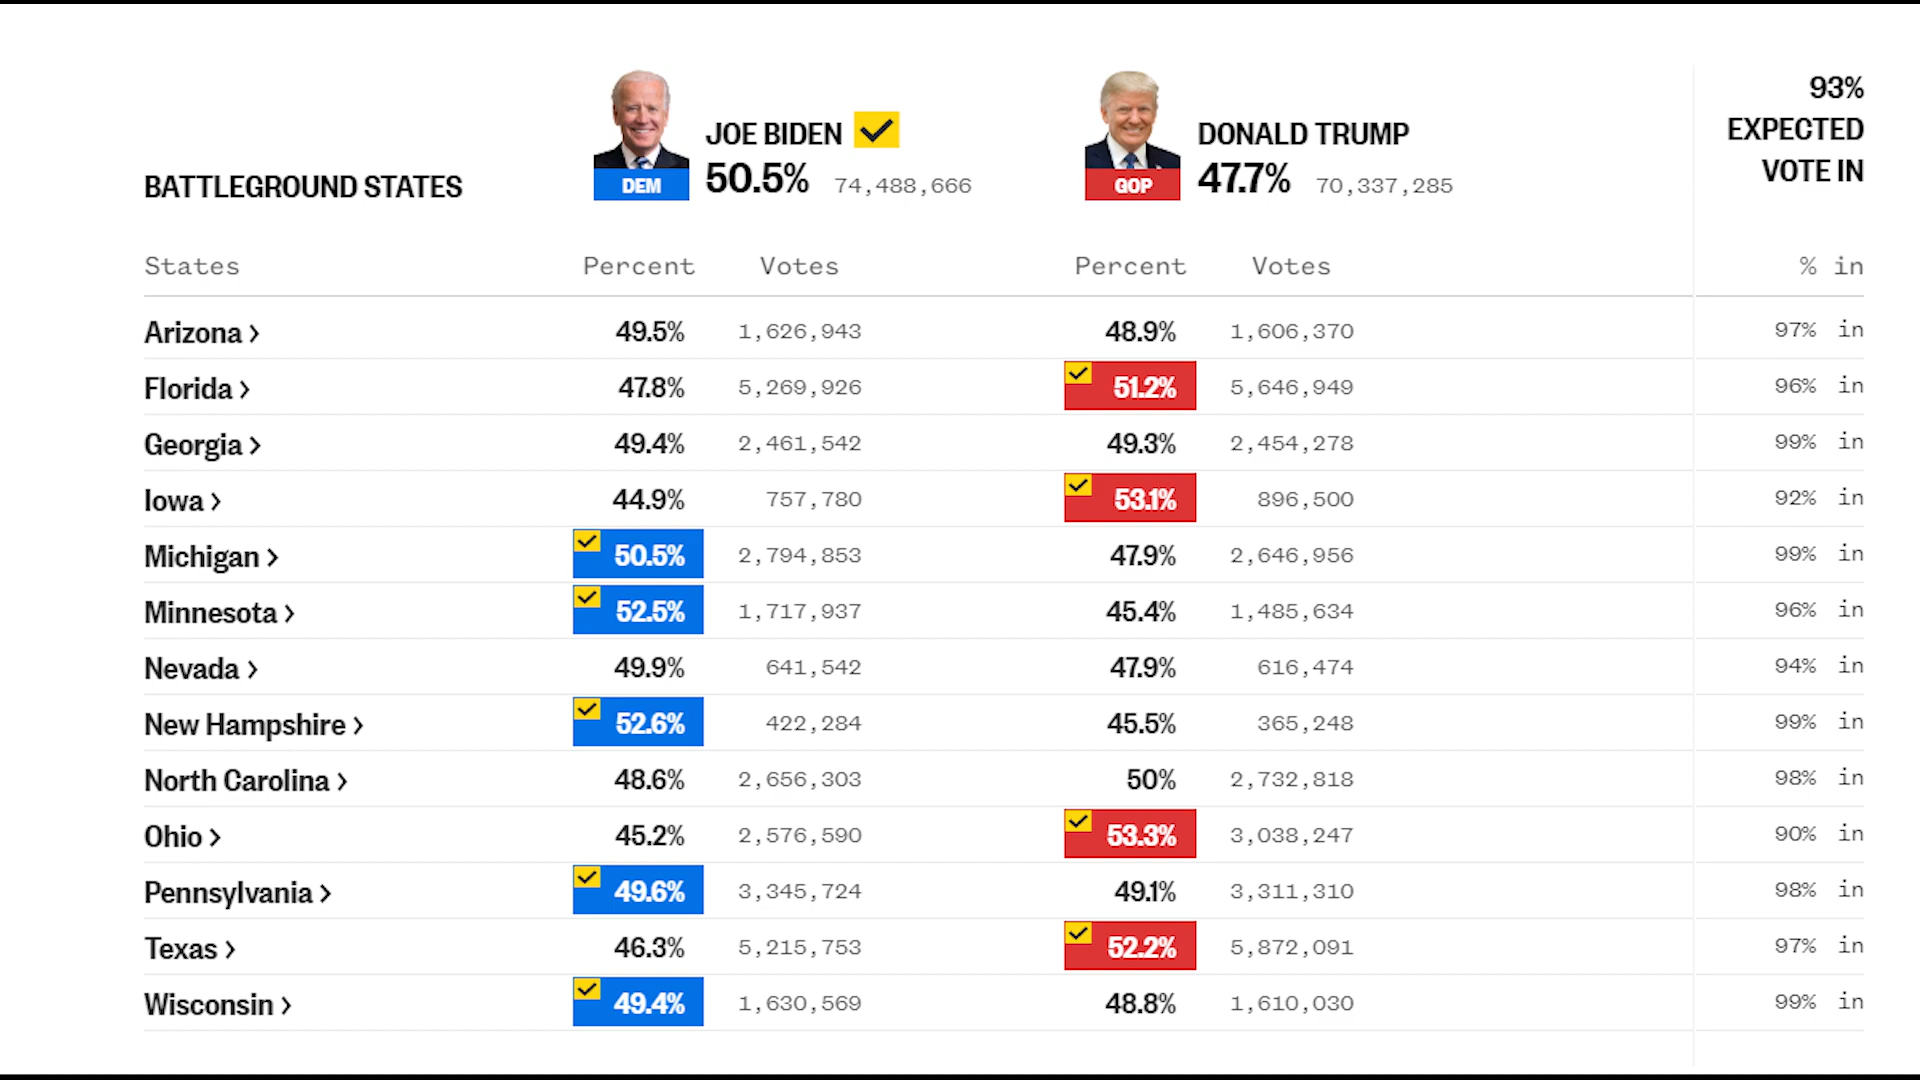 BATTLEGROUND STATES
DEM
JOE BIDEN
50.5% 74,488,666
GOP
DONALD TRUMP
47.7% 70,337,285
93%
EXPECTED
VOTE IN
States Percent Votes Percent Votes % in
Arizona > 49.5% 1,626,943 48.9% 1,606,370 97% in
Florida > 47.8% 5,269,926 51.2% 5,646,949 96% in
Georgia > 49.4% 2,461,542 49.3% 2,454,278 99% in
Iowa > 44.9% 757,780 53.1% 896,500 92% in
Michigan > 50.5% 2,794,853 47.9% 2,646,956 99% in
Minnesota > 52.5% 1,717,937 45.4% 1,485,634 96% in
Nevada > 49.9% 641,542 47.9% 616,474 94% in
New Hampshire > 52.6% 422,284 45.5% 365,248 99% in
North Carolina > 48.6% 2,656,303 50% 2,732,818 98% in
Ohio > 45.2% 2,576,590 53.3% 3,038,247 90% in
Pennsylvania > 49.6% 3,345,724 49.1% 3,311,310 98% in
Texas > 46.3% 5,215,753 52.2% 5,872,091 97% in
Wisconsin > 49.4% 1,630,569 48.8% 1,610,030 99% in